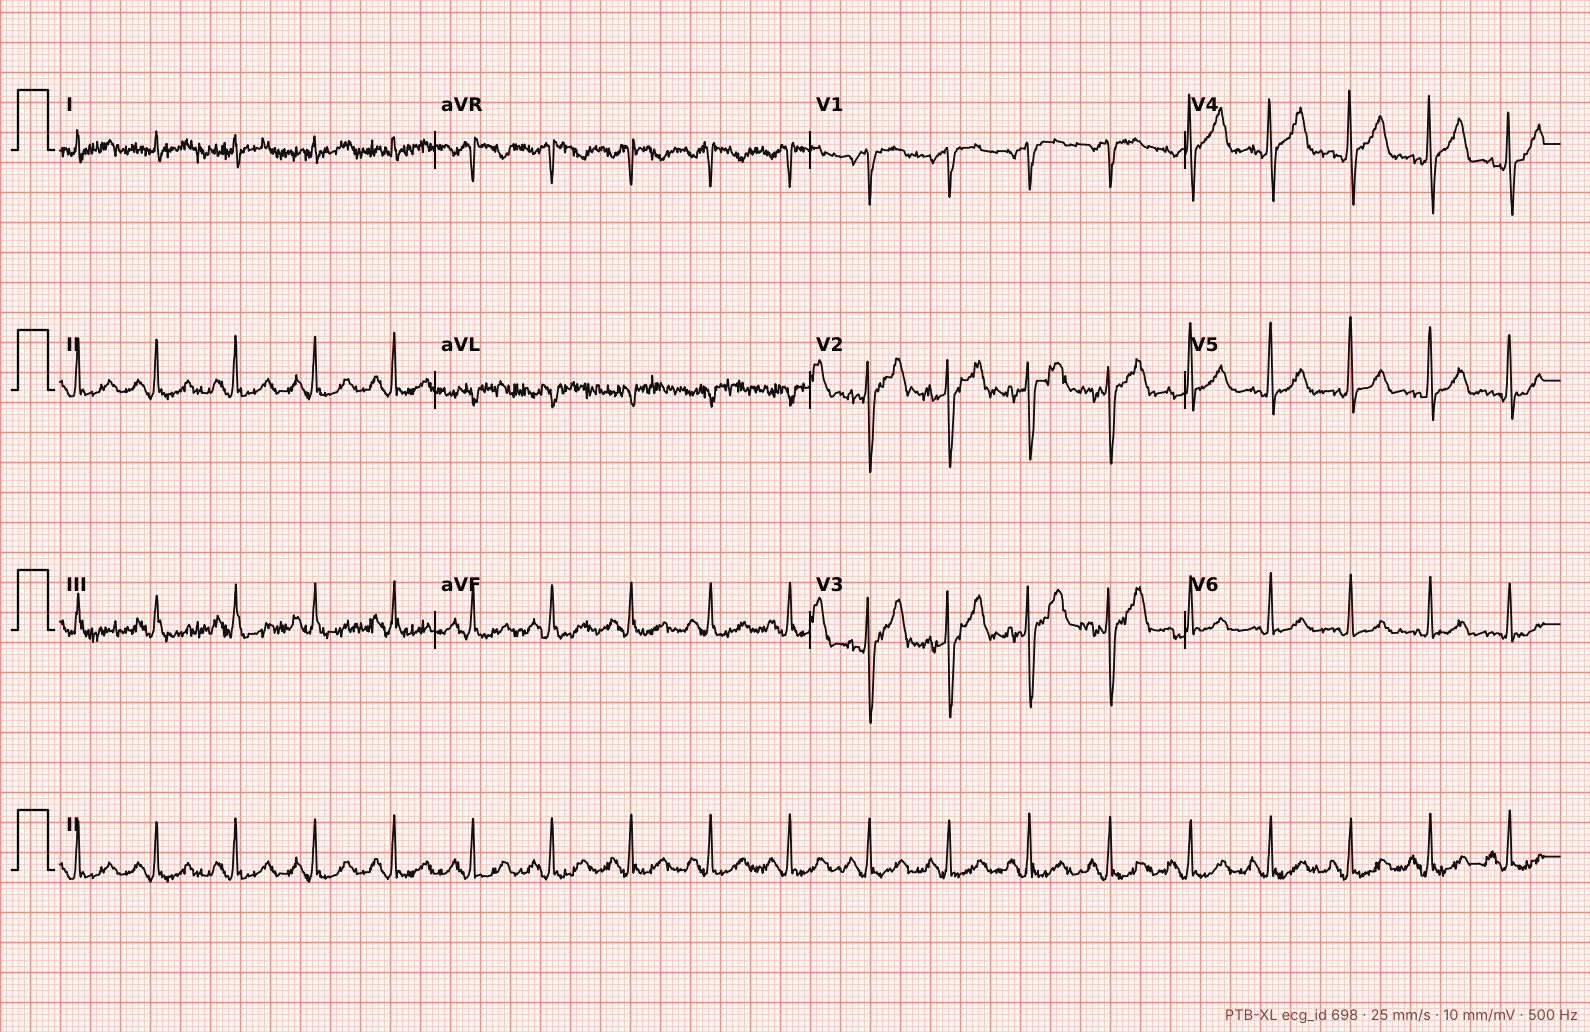 I aVR V1 V4
II aVL V2 V5
III aVF V3 V6
II
PTB-XL ecg_id 698 · 25 mm/s · 10 mm/mV · 500 Hz